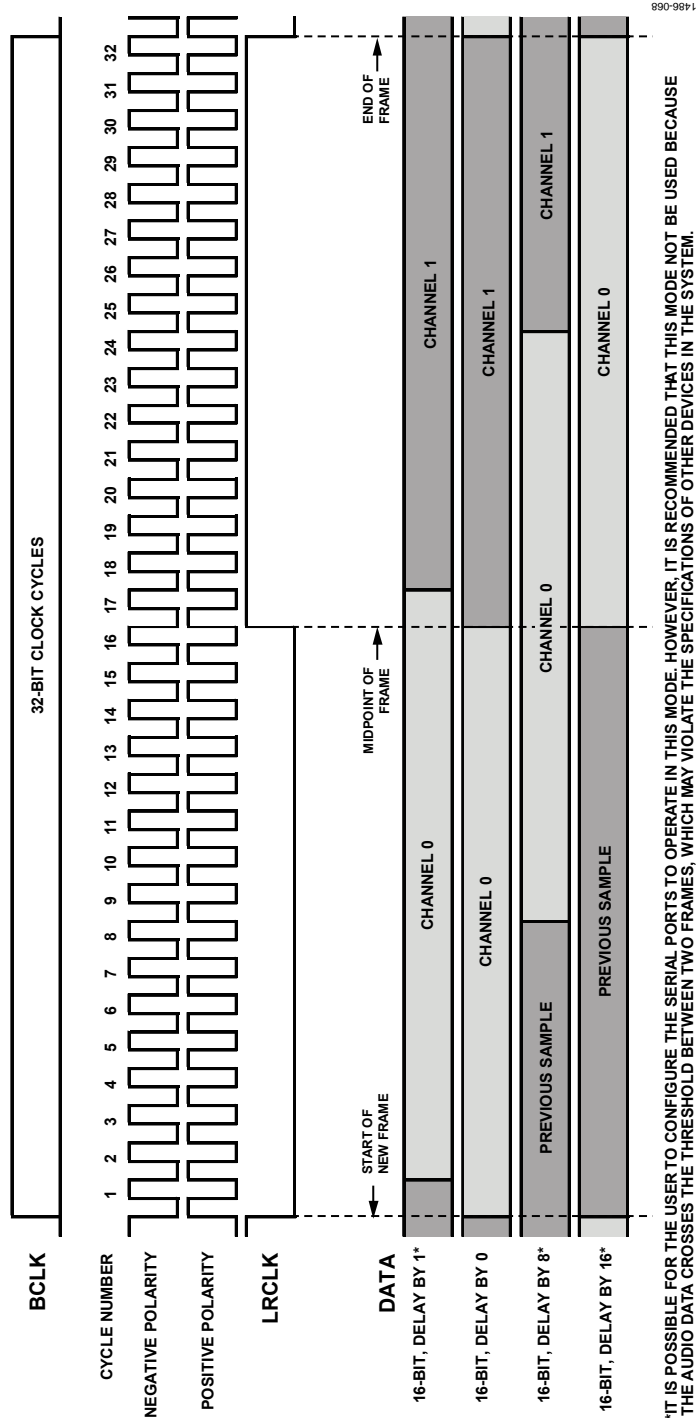 BCLK
32-BIT CLOCK CYCLES
CYCLE NUMBER
1 2 3 4 5 6 7 8 9 10 11 12 13 14 15 16 17 18 19 20 21 22 23 24 25 26 27 28 29 30 31 32
NEGATIVE POLARITY
POSITIVE POLARITY
LRCLK
START OF
NEW FRAME
MIDPOINT OF
FRAME
END OF
FRAME
DATA
16-BIT, DELAY BY 1*
CHANNEL 0
CHANNEL 1
16-BIT, DELAY BY 0
CHANNEL 0
CHANNEL 1
16-BIT, DELAY BY 8*
PREVIOUS SAMPLE
CHANNEL 0
CHANNEL 1
16-BIT, DELAY BY 16*
PREVIOUS SAMPLE
CHANNEL 0
*IT IS POSSIBLE FOR THE USER TO CONFIGURE THE SERIAL PORTS TO OPERATE IN THIS MODE. HOWEVER, IT IS RECOMMENDED THAT THIS MODE NOT BE USED BECAUSE
THE AUDIO DATA CROSSES THE THRESHOLD BETWEEN TWO FRAMES, WHICH MAY VIOLATE THE SPECIFICATIONS OF OTHER DEVICES IN THE SYSTEM.
1486-068